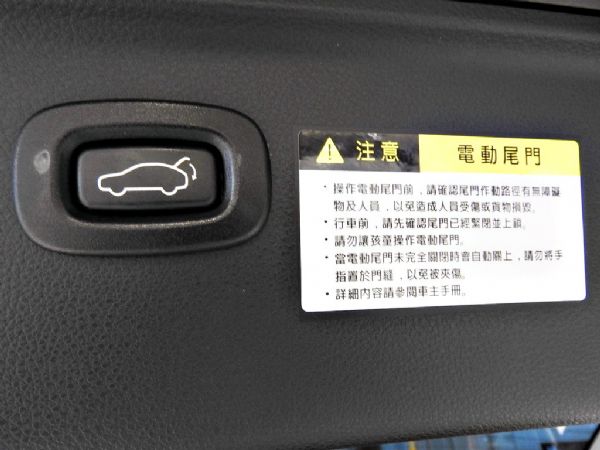 注意 電動尾門
·操作電動尾門前,請確認尾門作動路徑有無障礙
物及人員,以免造成人員受傷或貨物損毀。
·行車前,請先確認尾門已經緊閉並上鎖。
·請勿讓孩童操作電動尾門。
·當電動尾門未完全關閉時會自動關上,請勿將手
指置於門縫,以免被夾傷。
·詳細內容請參閱車主手冊。